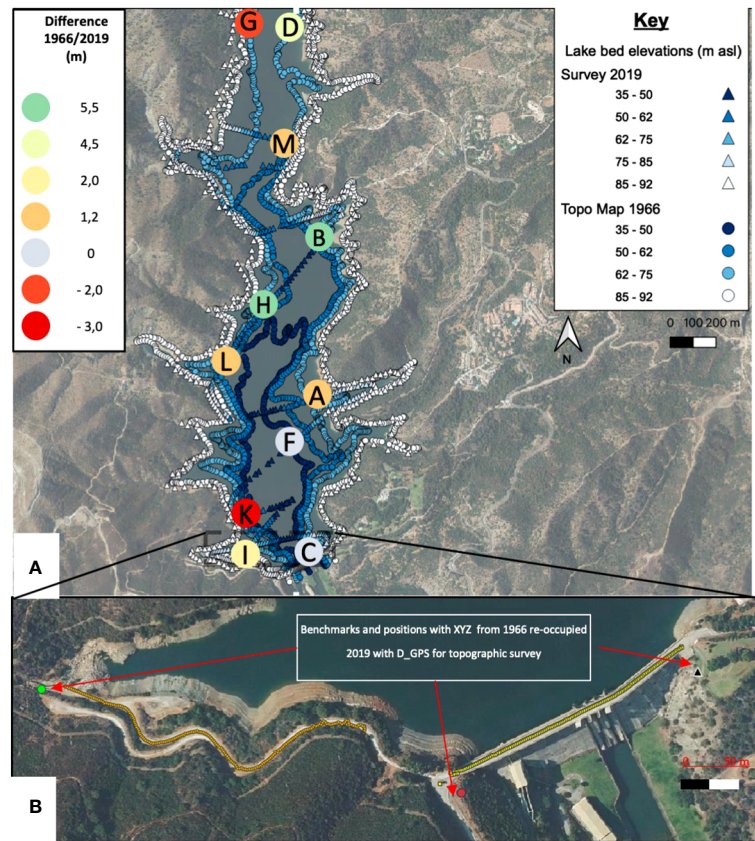 Difference
1966/2019
(m)
5,5
4,5
2,0
1,2
0
- 2,0
- 3,0
G
D
M
B
H
L
A
F
K
I
C
Key
Lake bed elevations (m asl)
Survey 2019
35 - 50
50 - 62
62 - 75
75 - 85
85 - 92
Topo Map 1966
35 - 50
50 - 62
62 - 75
85 - 92
0 100 200 m
N
A
Benchmarks and positions with XYZ from 1966 re-occupied
2019 with D_GPS for topographic survey
0 50 m
B